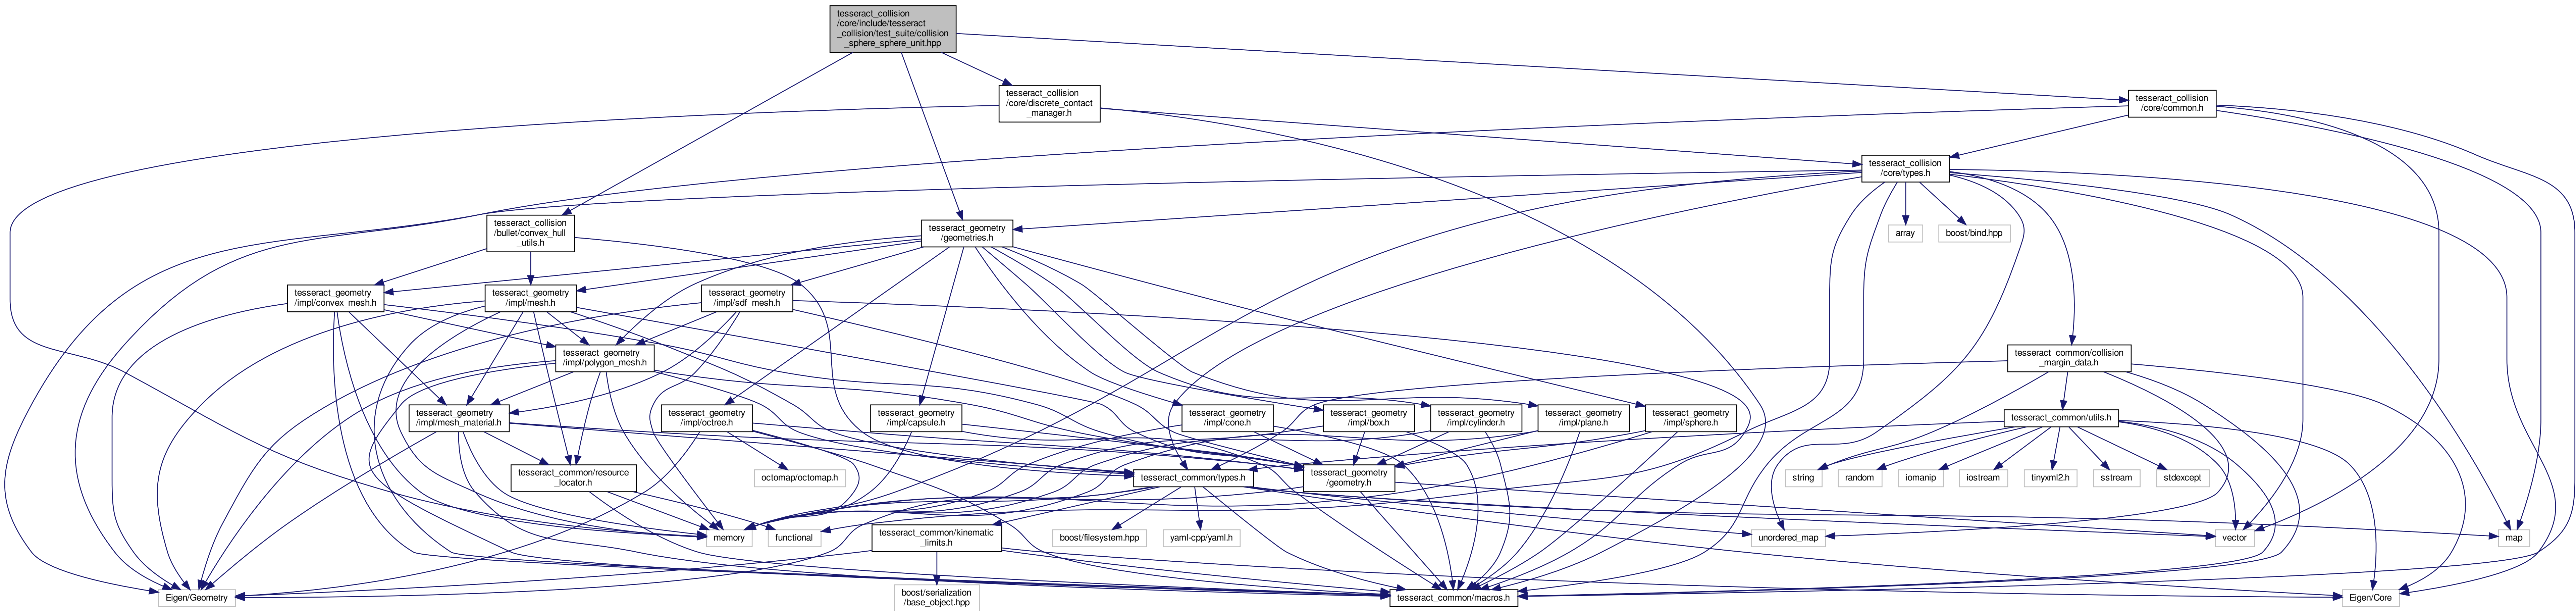 tesseract_collision
/core/include/tesseract
_collision/test_suite/collision
_sphere_sphere_unit.hpp
tesseract_collision
/core/discrete_contact
_manager.h
tesseract_collision
/core/common.h
tesseract_collision
/core/types.h
tesseract_collision
/bullet/convex_hull
_utils.h
tesseract_geometry
/geometries.h
array
boost/bind.hpp
tesseract_geometry
/impl/convex_mesh.h
tesseract_geometry
/impl/mesh.h
tesseract_geometry
/impl/sdf_mesh.h
tesseract_geometry
/impl/polygon_mesh.h
tesseract_common/collision
_margin_data.h
tesseract_geometry
/impl/mesh_material.h
tesseract_geometry
/impl/octree.h
tesseract_geometry
/impl/capsule.h
tesseract_geometry
/impl/cone.h
tesseract_geometry
/impl/box.h
tesseract_geometry
/impl/cylinder.h
tesseract_geometry
/impl/plane.h
tesseract_geometry
/impl/sphere.h
tesseract_common/utils.h
tesseract_common/resource
_locator.h
octomap/octomap.h
tesseract_common/types.h
tesseract_geometry
/geometry.h
string
random
iomanip
iostream
tinyxml2.h
sstream
stdexcept
memory
functional
tesseract_common/kinematic
_limits.h
boost/filesystem.hpp
yaml-cpp/yaml.h
unordered_map
vector
map
Eigen/Geometry
boost/serialization
/base_object.hpp
tesseract_common/macros.h
Eigen/Core